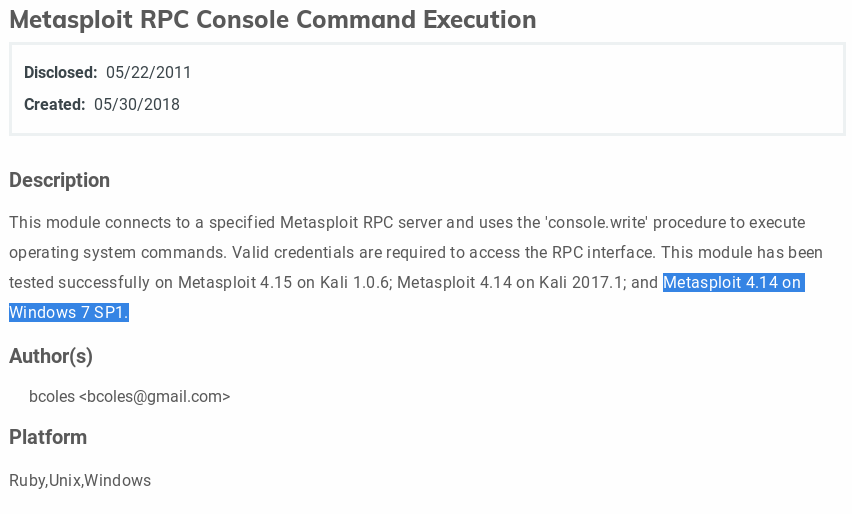 Metasploit RPC Console Command Execution
Disclosed: 05/22/2011
Created: 05/30/2018
Description
This module connects to a specified Metasploit RPC server and uses the 'console.write' procedure to execute
operating system commands. Valid credentials are required to access the RPC interface. This module has been
tested successfully on Metasploit 4.15 on Kali 1.0.6; Metasploit 4.14 on Kali 2017.1; and Metasploit 4.14 on
Windows 7 SP1.
Author(s)
bcoles <bcoles@gmail.com>
Platform
Ruby,Unix,Windows